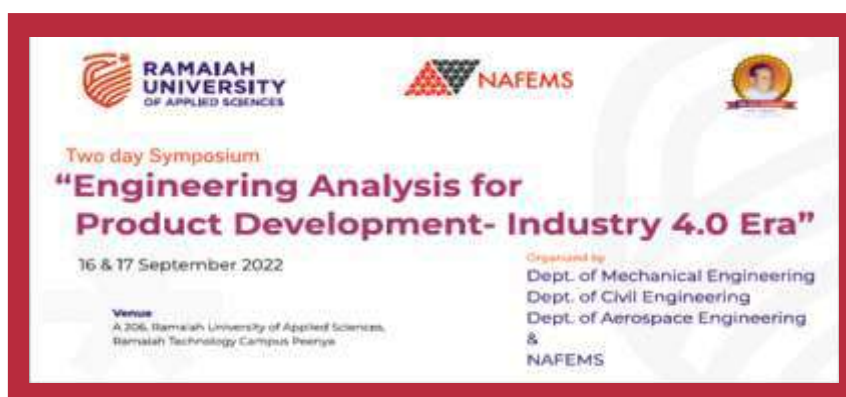 RAMAIAH
UNIVERSITY
OF APPLIED SCIENCES
NAFEMS
Two day Symposium
“Engineering Analysis for
Product Development- Industry 4.0 Era”
16 & 17 September 2022
Organized by
Dept. of Mechanical Engineering
Dept. of Civil Engineering
Dept. of Aerospace Engineering
&
NAFEMS
Venue
A 206, Ramaiah University of Applied Sciences,
Ramaiah Technology Campus Peenya